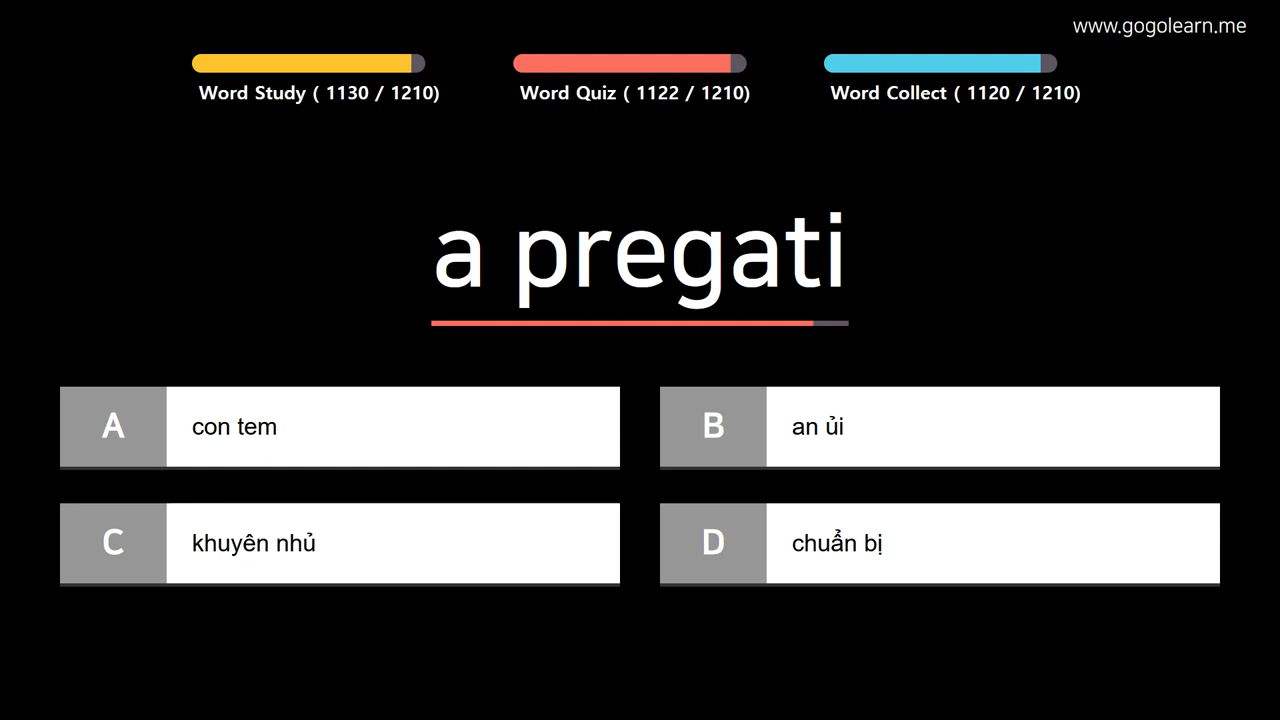 www.gogolearn.me
Word Study ( 1130 / 1210)
Word Quiz ( 1122 / 1210)
Word Collect ( 1120 / 1210)
a pregati
A con tem
B an ủi
C khuyên nhủ
D chuẩn bị